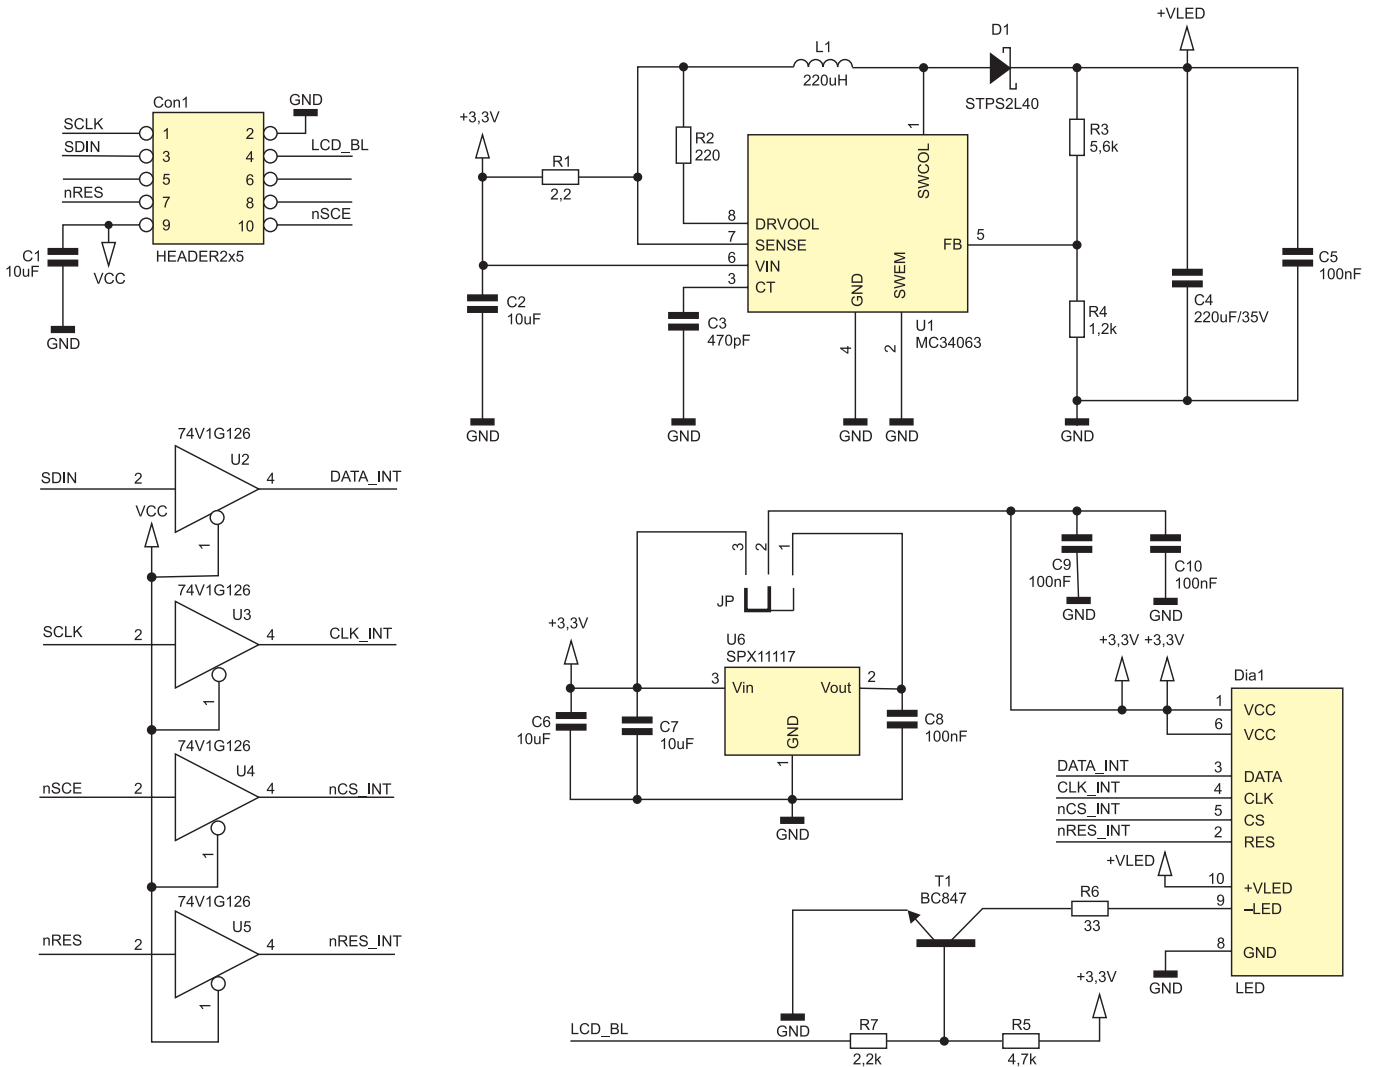 Con1
GND
SCLK
1
2
SDIN
3
4
LCD_BL
5
6
nRES
7
8
nSCE
9
10
C1
10uF
VCC
HEADER2x5
GND
+VLED
D1
L1
220uH
STPS2L40
+3,3V
R1
2,2
R2
220
1
SWCOL
R3
5,6k
8
DRVOOL
7
SENSE
6
VIN
3
CT
FB
5
GND
SWEM
C2
10uF
C3
470pF
4
2
U1
MC34063
R4
1,2k
C4
220uF/35V
C5
100nF
GND
GND
GND
GND
GND
74V1G126
U2
SDIN
2
4
DATA_INT
VCC
1
74V1G126
U3
SCLK
2
4
CLK_INT
1
74V1G126
U4
nSCE
2
4
nCS_INT
1
74V1G126
U5
nRES
2
4
nRES_INT
1
3
2
1
JP
C9
100nF
C10
100nF
GND
GND
+3,3V
U6
SPX11117
3
Vin
Vout
2
GND
1
C6
10uF
C7
10uF
C8
100nF
GND
+3,3V
+3,3V
Dia1
1
VCC
6
VCC
DATA_INT
3
DATA
CLK_INT
4
CLK
nCS_INT
5
CS
nRES_INT
2
RES
+VLED
10
+VLED
9
–LED
8
GND
GND
LED
T1
BC847
R6
33
GND
+3,3V
LCD_BL
R7
2,2k
R5
4,7k